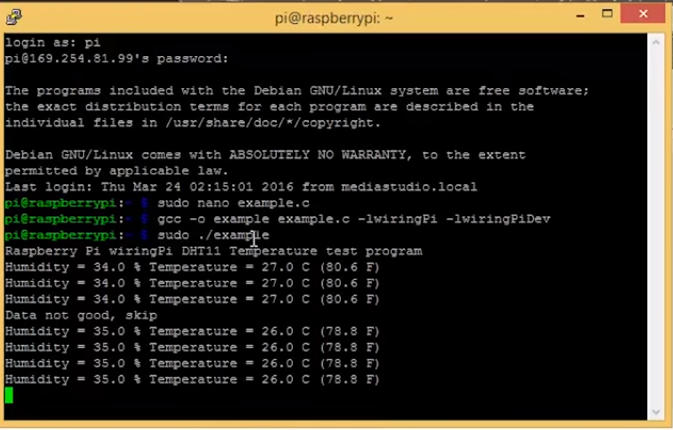 pi@raspberrypi: ~
login as: pi
pi@169.254.81.99's password:
The programs included with the Debian GNU/Linux system are free software;
the exact distribution terms for each program are described in the
individual files in /usr/share/doc/*/copyright.
Debian GNU/Linux comes with ABSOLUTELY NO WARRANTY, to the extent
permitted by applicable law.
Last login: Thu Mar 24 02:15:01 2016 from mediastudio.local
pi@raspberrypi:~ $ sudo nano example.c
pi@raspberrypi:~ $ gcc -o example example.c -lwiringPi -lwiringPiDev
pi@raspberrypi:~ $ sudo ./example
Raspberry Pi wiringPi DHT11 Temperature test program
Humidity = 34.0 % Temperature = 27.0 C (80.6 F)
Humidity = 34.0 % Temperature = 27.0 C (80.6 F)
Humidity = 34.0 % Temperature = 27.0 C (80.6 F)
Data not good, skip
Humidity = 35.0 % Temperature = 26.0 C (78.8 F)
Humidity = 35.0 % Temperature = 26.0 C (78.8 F)
Humidity = 35.0 % Temperature = 26.0 C (78.8 F)
Humidity = 35.0 % Temperature = 26.0 C (78.8 F)